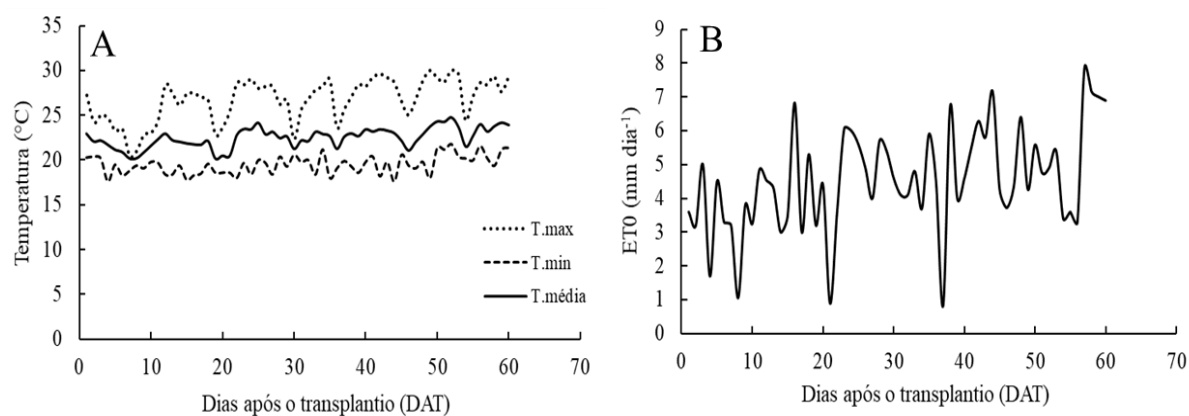 A
Temperatura (°C)
35
30
25
20
15
10
5
0
T.max
T.min
T.média
0 10 20 30 40 50 60 70
Dias após o transplantio (DAT)
B
ET0 (mm dia⁻¹)
9
8
7
6
5
4
3
2
1
0
0 10 20 30 40 50 60 70
Dias após o transplantio (DAT)